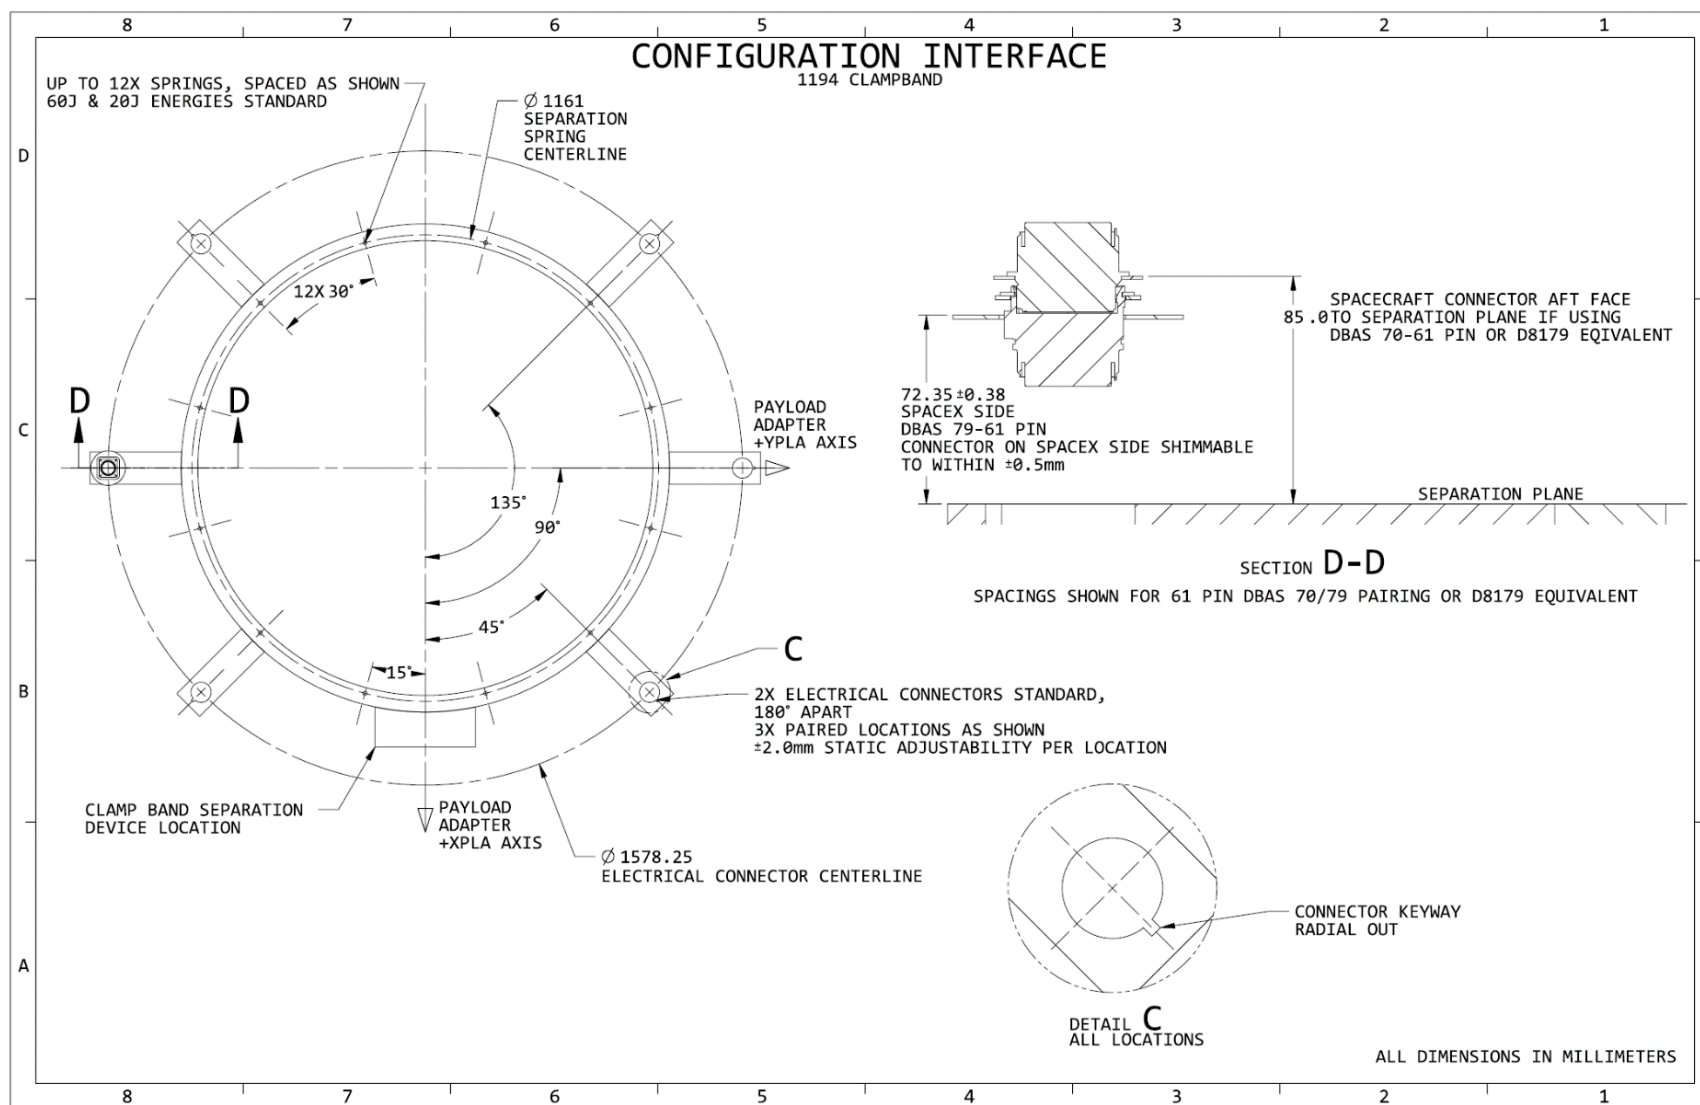 8 7 6 5 4 3 2 1
CONFIGURATION INTERFACE
1194 CLAMPBAND
UP TO 12X SPRINGS, SPACED AS SHOWN
60J & 20J ENERGIES STANDARD
Ø 1161
SEPARATION
SPRING
CENTERLINE
D
12X 30°
SPACECRAFT CONNECTOR AFT FACE
85.0 TO SEPARATION PLANE IF USING
DBAS 70-61 PIN OR D8179 EQIVALENT
72.35 ±0.38
SPACEX SIDE
DBAS 79-61 PIN
CONNECTOR ON SPACEX SIDE SHIMMABLE
TO WITHIN ±0.5mm
D D
C
PAYLOAD
ADAPTER
+YPLA AXIS
135°
90°
45°
15°
SEPARATION PLANE
SECTION D-D
SPACINGS SHOWN FOR 61 PIN DBAS 70/79 PAIRING OR D8179 EQUIVALENT
C
B
2X ELECTRICAL CONNECTORS STANDARD,
180° APART
3X PAIRED LOCATIONS AS SHOWN
±2.0mm STATIC ADJUSTABILITY PER LOCATION
CLAMP BAND SEPARATION
DEVICE LOCATION
PAYLOAD
ADAPTER
+XPLA AXIS
Ø 1578.25
ELECTRICAL CONNECTOR CENTERLINE
CONNECTOR KEYWAY
RADIAL OUT
A
DETAIL C
ALL LOCATIONS
ALL DIMENSIONS IN MILLIMETERS
8 7 6 5 4 3 2 1